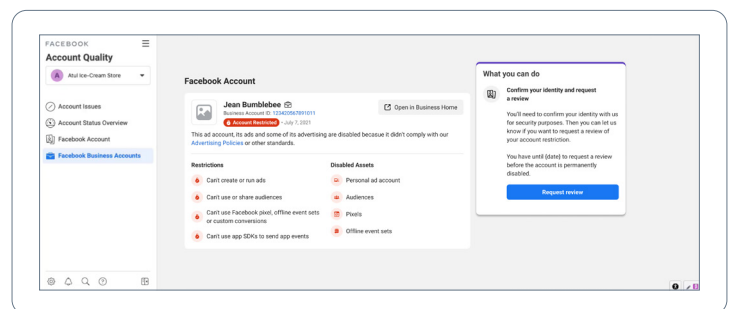 FACEBOOK
Account Quality
A Atul ice-Cream Store
Account Issues
Account Status Overview
Facebook Account
Facebook Business Accounts
Facebook Account
Jean Bumblebee
Business Account ID: 123420567891011
Account Restricted • July 7, 2021
Open in Business Home
This ad account, its ads and some of its advertising are disabled becasue it didn't comply with our
Advertising Policies or other standards.
Restrictions
Can't create or run ads
Can't use or share audiences
Can't use Facebook pixel, offline event sets
or custom conversions
Can't use app SDKs to send app events
Disabled Assets
Personal ad account
Audiences
Pixels
Offline event sets
What you can do
Confirm your identity and request
a review
You'll need to confirm your identity with us
for security purposes. Then you can let us
know if you want to request a review of
your account restriction.
You have until {date} to request a review
before the account is permanently
disabled.
Request review